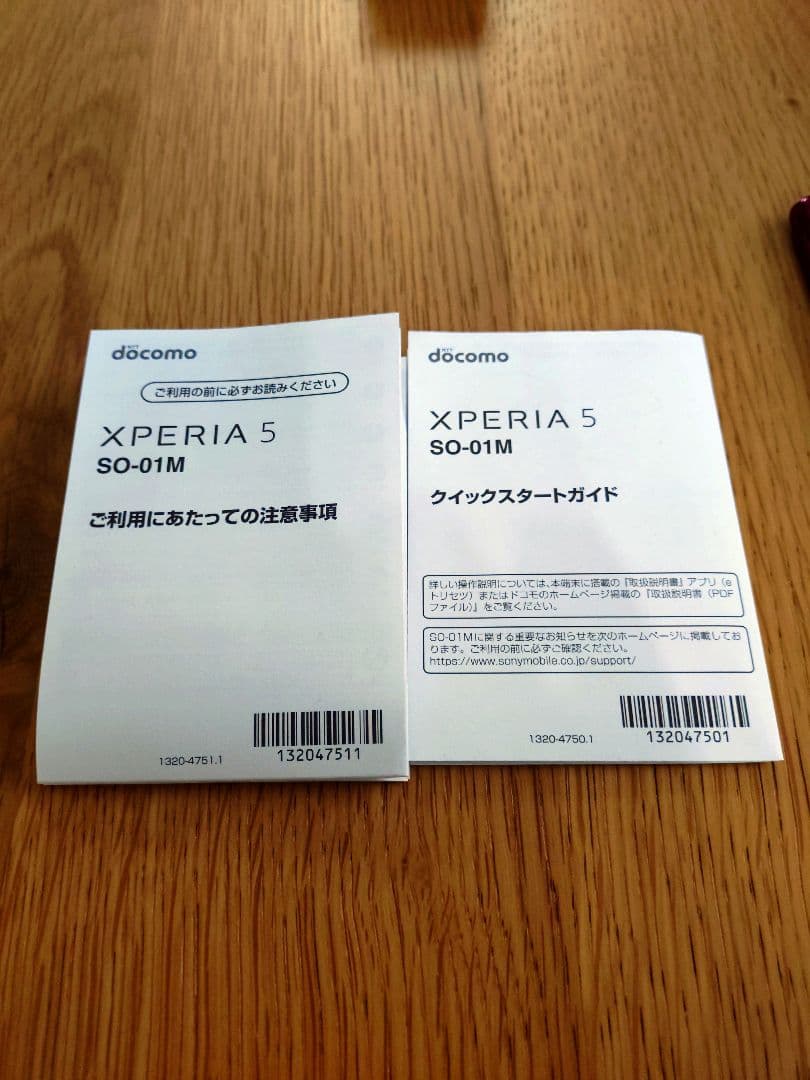 NTT
docomo
ご利用の前に必ずお読みください
XPERIA 5
SO-01M
ご利用にあたっての注意事項
1320-4751.1
132047511
NTT
docomo
XPERIA 5
SO-01M
クイックスタートガイド
詳しい操作説明については、本端末に搭載の『取扱説明書』アプリ（e
トリセツ）またはドコモのホームページ掲載の『取扱説明書（PDF
ファイル）』をご覧ください。
SO-01Mに関する重要なお知らせを次のホームページに掲載してお
ります。ご利用の前に必ずご確認ください。
https://www.sonymobile.co.jp/support/
1320-4750.1
132047501